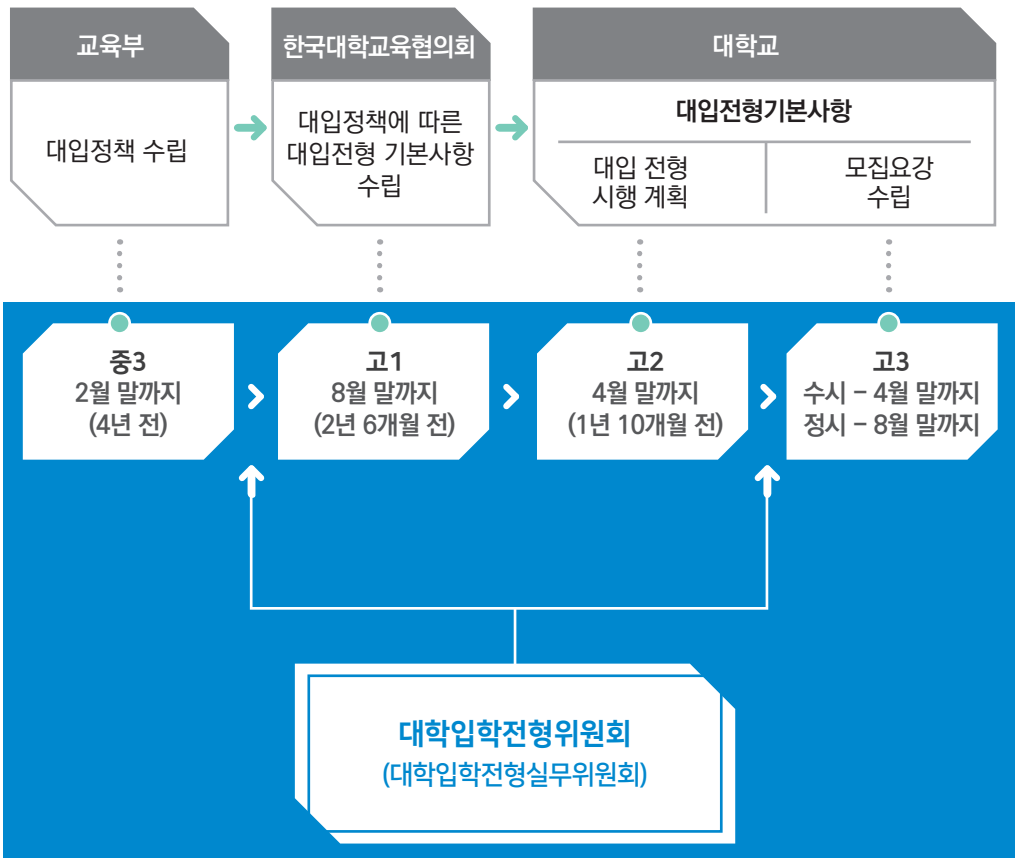 교육부
대입정책 수립
한국대학교육협의회
대입정책에 따른
대입전형 기본사항
수립
대학교
대입전형기본사항
대입 전형
시행 계획
모집요강
수립
중3
2월 말까지
(4년 전)
고1
8월 말까지
(2년 6개월 전)
고2
4월 말까지
(1년 10개월 전)
고3
수시 – 4월 말까지
정시 – 8월 말까지
대학입학전형위원회
(대학입학전형실무위원회)